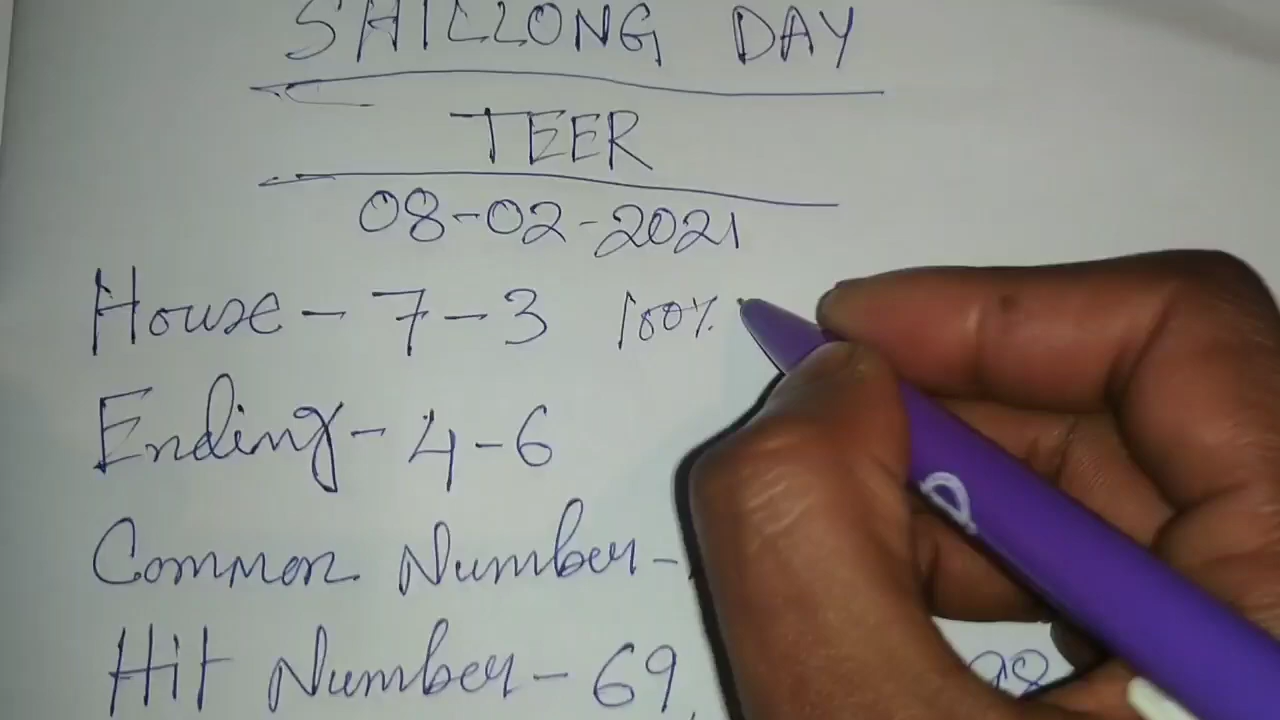 SHILLONG DAY
TEER
08-02-2021
House - 7 - 3 100%
Ending - 4 - 6
Common Number -
Hit Number - 69,